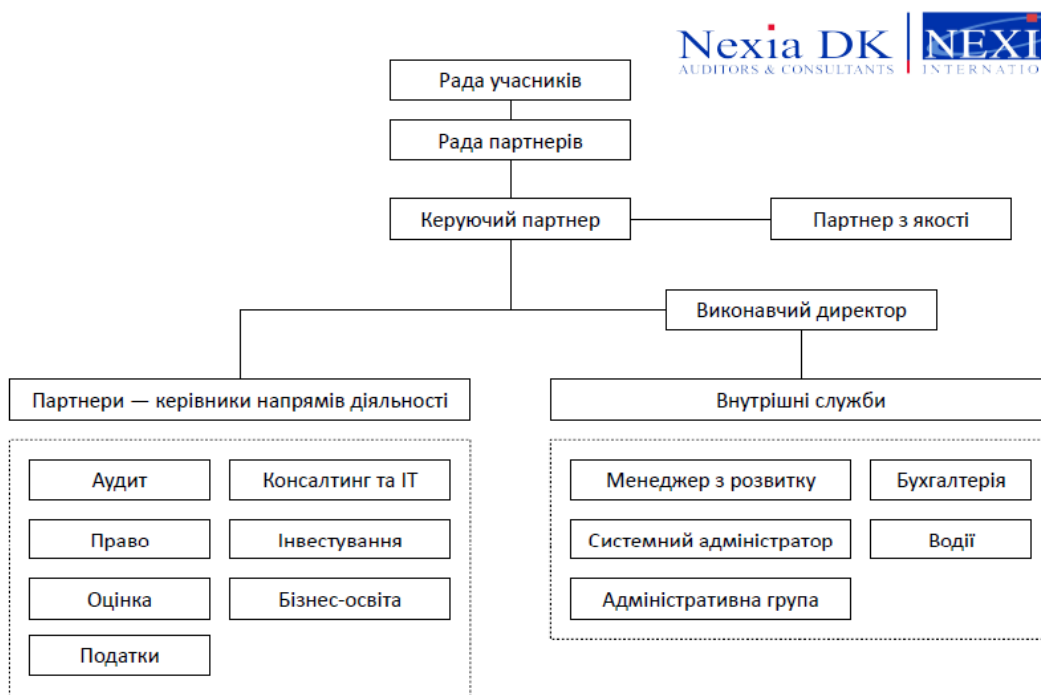 Nexia DK
AUDITORS & CONSULTANTS
NEXI
INTERNATIO
Рада учасників
Рада партнерів
Керуючий партнер
Партнер з якості
Виконавчий директор
Партнери — керівники напрямів діяльності
Внутрішні служби
Аудит
Консалтинг та ІТ
Право
Інвестування
Оцінка
Бізнес-освіта
Податки
Менеджер з розвитку
Бухгалтерія
Системний адміністратор
Водії
Адміністративна група